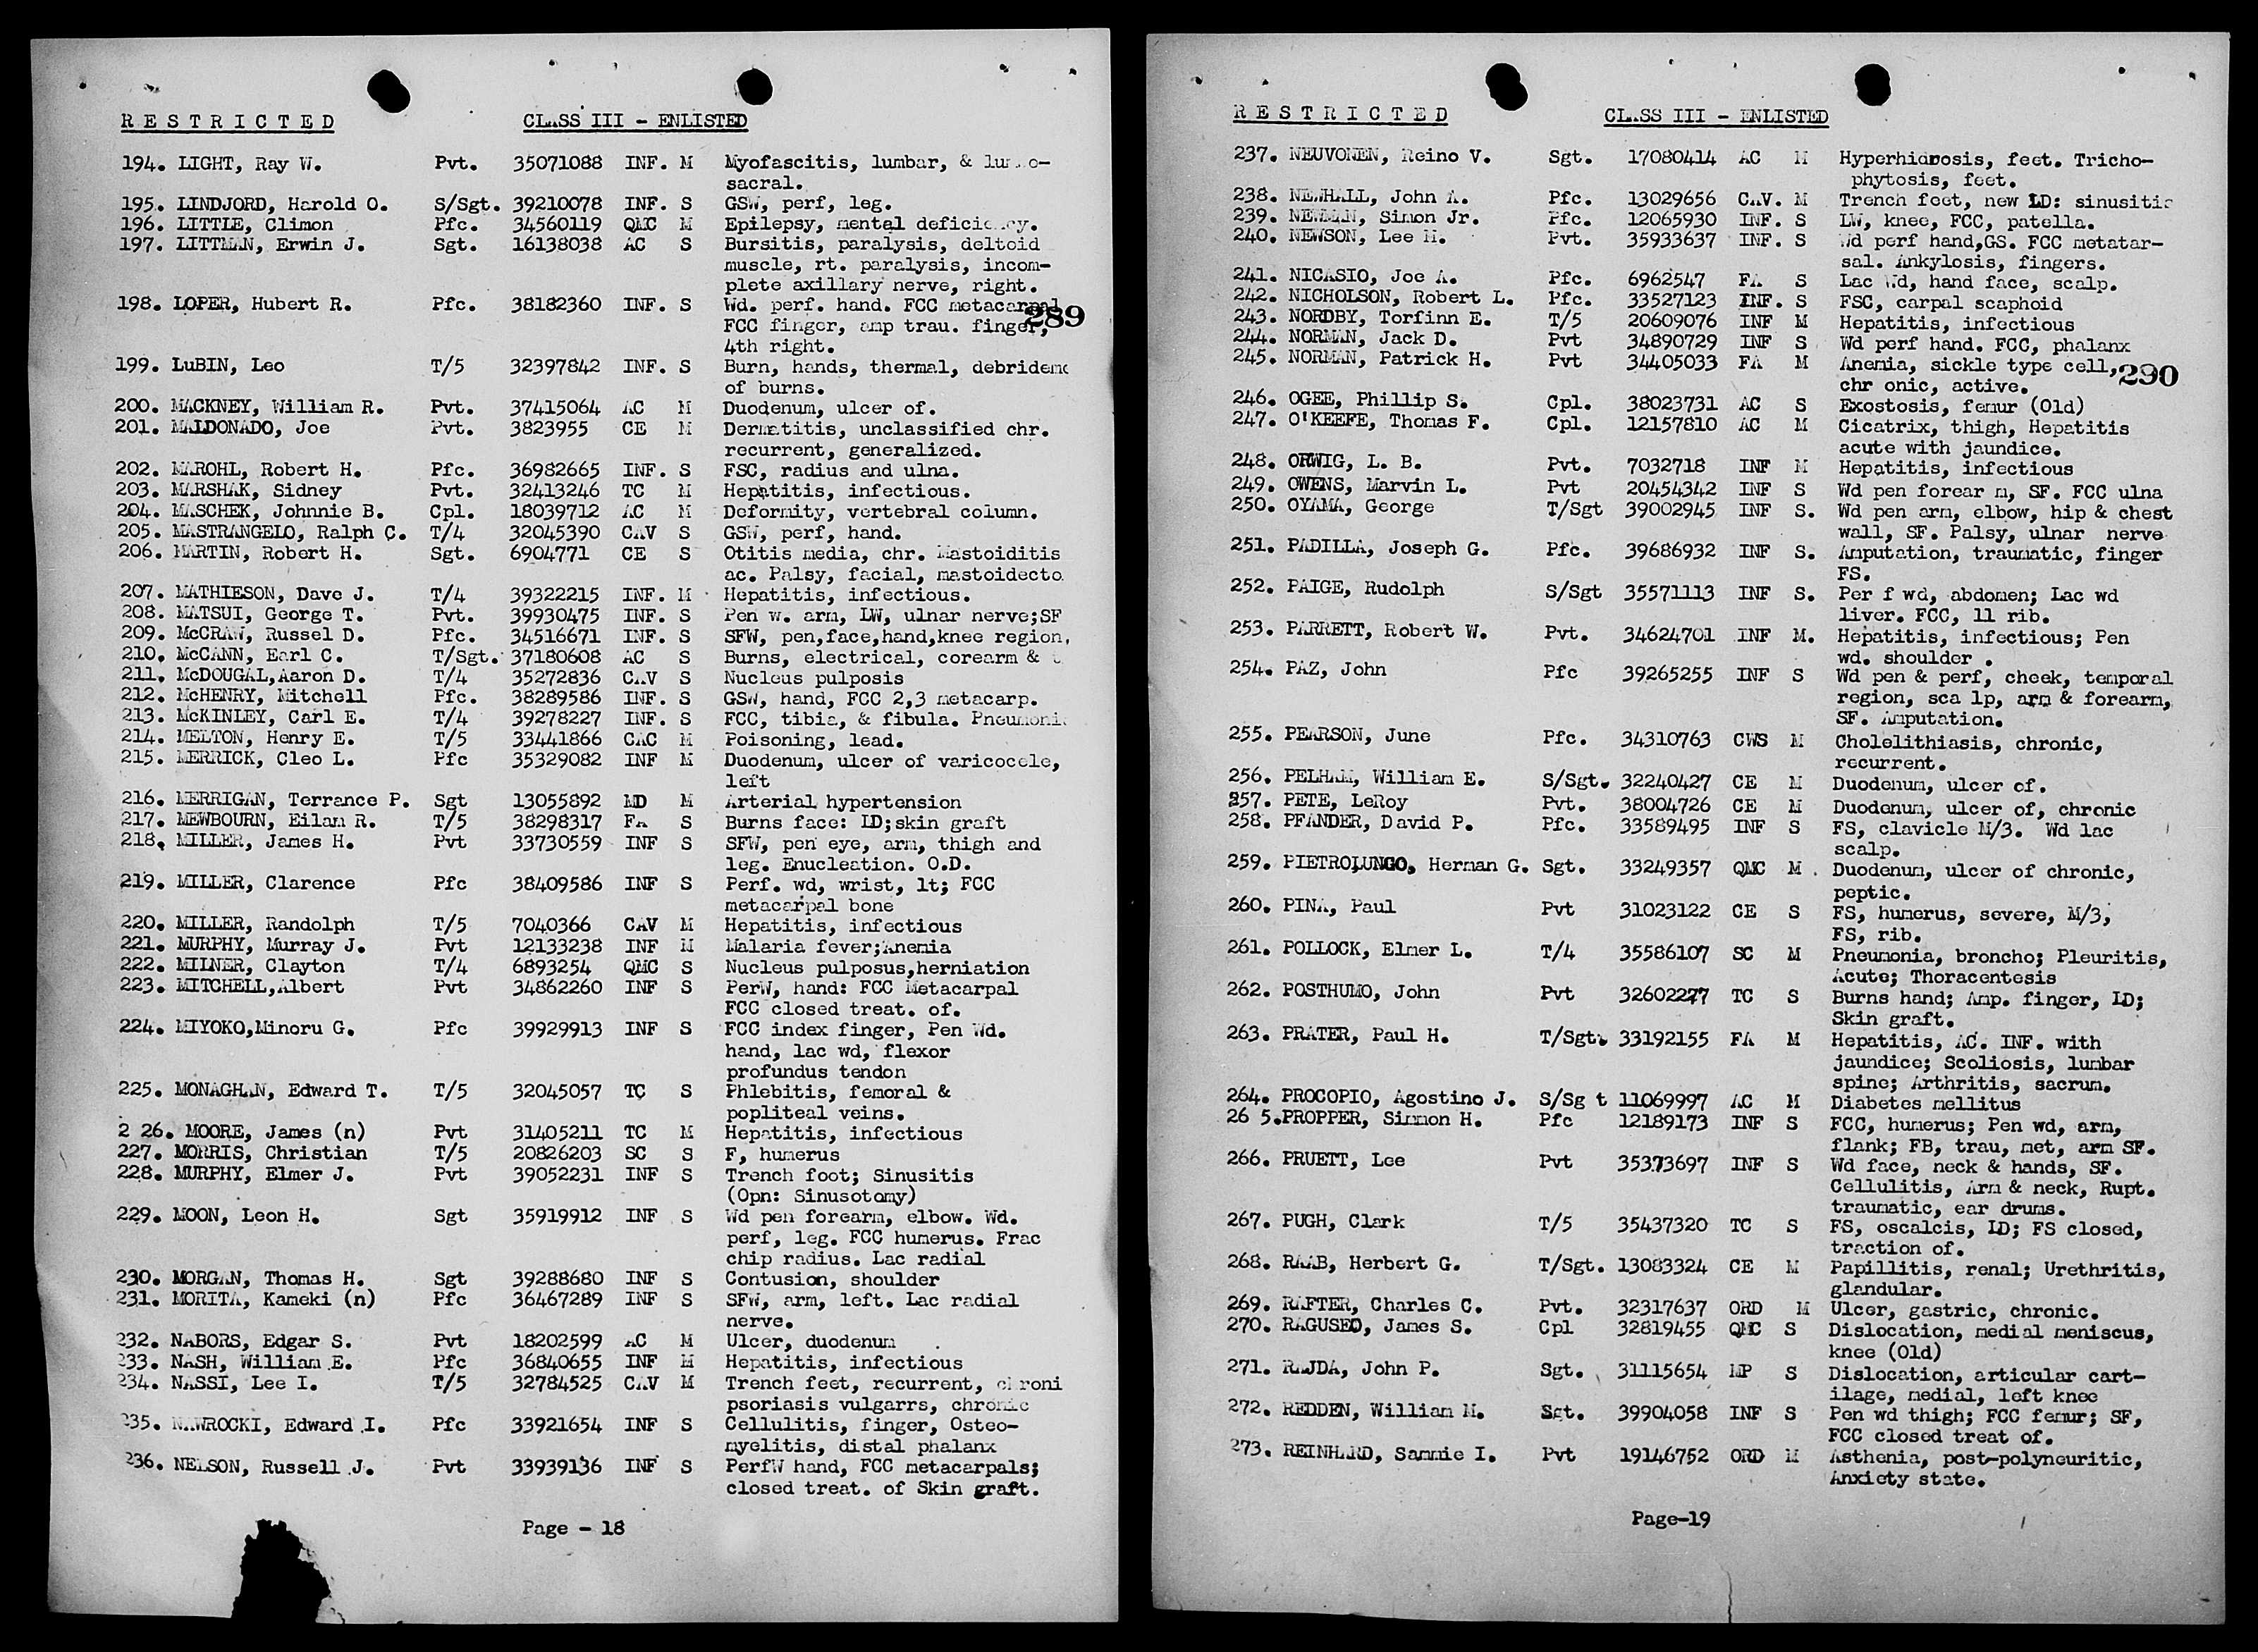 R E S T R I C T E D CLASS III - ENLISTED
194. LIGHT, Ray W. Pvt. 35071088 INF. M Myofascitis, lumbar, &
sacral.
195. LINDJORD, Harold O. S/Sgt. 39210078 INF. S GSW, perf, leg.
196. LITTLE, Climon Pfc. 34560119 QMC M Epilepsy, mental deficiency.
197. LITTMAN, Erwin J. Sgt. 16138038 AC S Bursitis, paralysis, deltoid
muscle, rt. paralysis, incom-
plete axillary nerve, right.
198. LOPER, Hubert R. Pfc. 38182360 INF. S Wd. perf. hand. FCC metacarpal
289
FCC finger, amp trau. finger,
4th right.
199. LuBIN, Leo T/5 32397842 INF. S Burn, hands, thermal, debrideme
of burns.
200. MACKNEY, William R. Pvt. 37415064 AC M Duodenum, ulcer of.
201. MALDONADO, Joe Pvt. 3823955 CE M Dermatitis, unclassified chr.
recurrent, generalized.
202. MAROHL, Robert H. Pfc. 36982665 INF. S FSC, radius and ulna.
203. MARSHAK, Sidney Pvt. 32413246 TC M Hepatitis, infectious.
204. MASCHEK, Johnnie B. Cpl. 18039712 AC M Deformity, vertebral column.
205. MASTRANGELO, Ralph C. T/4 32045390 CAV S GSW, perf, hand.
206. MARTIN, Robert H. Sgt. 6904771 CE S Otitis media, chr. Mastoiditis
ac. Palsy, facial, mastoidecto
207. MATHIESON, Dave J. T/4 39322215 INF. M Hepatitis, infectious.
208. MATSUI, George T. Pvt. 39930475 INF. S Pen w. arm, LW, ulnar nerve;SF
209. McCRAW, Russel D. Pfc. 34516671 INF. S SFW, pen,face,hand,knee region,
210. McCANN, Earl C. T/Sgt. 37180608 AC S Burns, electrical, corearm &
211. McDOUGAL,Aaron D. T/4 35272836 CAV S Nucleus pulposis
212. McHENRY, Mitchell Pfc. 38289586 INF. S GSW, hand, FCC 2,3 metacarp.
213. McKINLEY, Carl E. T/4 39278227 INF. S FCC, tibia, & fibula. Pneumonia
214. MELTON, Henry E. T/5 33441866 CAC M Poisoning, lead.
215. MERRICK, Cleo L. Pfc 35329082 INF M Duodenum, ulcer of varicocele,
left
216. MERRIGAN, Terrance P. Sgt 13055892 MD M Arterial hypertension
217. MEWBOURN, Eilam R. T/5 38298317 FA S Burns face: LD;skin graft
218. MILLER, James H. Pvt 33730559 INF S SFW, pen eye, arm, thigh and
leg. Enucleation. O.D.
219. MILLER, Clarence Pfc 38409586 INF S Perf. wd, wrist, lt; FCC
metacarpal bone
220. MILLER, Randolph T/5 7040366 CAV M Hepatitis, infectious
221. MURPHY, Murray J. Pvt 12133238 INF M Malaria fever;Anemia
222. MILNER, Clayton T/4 6893254 QMC S Nucleus pulposus,herniation
223. MITCHELL,Albert Pvt 34862260 INF S PerW, hand: FCC Metacarpal
FCC closed treat. of.
224. MIYOKO,Minoru G. Pfc 39929913 INF S FCC index finger, Pen Wd.
hand, lac wd, flexor
profundus tendon
225. MONAGHAN, Edward T. T/5 32045057 TC S Phlebitis, femoral &
popliteal veins.
2 26. MOORE, James (n) Pvt 31405211 TC M Hepatitis, infectious
227. MORRIS, Christian T/5 20826203 SC S F, humerus
228. MURPHY, Elmer J. Pvt 39052231 INF S Trench foot; Sinusitis
(Opn: Sinusotomy)
229. MOON, Leon H. Sgt 35919912 INF S Wd pen forearm, elbow. Wd.
perf, leg. FCC humerus. Frac
chip radius. Lac radial
230. MORGAN, Thomas H. Sgt 39288680 INF S Contusion, shoulder
231. MORITA, Kameki (n) Pfc 36467289 INF S SFW, arm, left. Lac radial
nerve.
232. NABORS, Edgar S. Pvt 18202599 AC M Ulcer, duodenum
233. NASH, William E. Pfc 36840655 INF M Hepatitis, infectious
234. NASSI, Lee I. T/5 32784525 CAV M Trench feet, recurrent, chroni
psoriasis vulgarrs, chronic
235. NAWROCKI, Edward I. Pfc 33921654 INF S Cellulitis, finger, Osteo-
myelitis, distal phalanx
236. NELSON, Russell J. Pvt 33939136 INF S PerfW hand, FCC metacarpals;
closed treat. of Skin graft.
Page - 18
R E S T R I C T E D CLASS III - ENLISTED
237. NEUVONEN, Reino V. Sgt. 17080414 AC M Hyperhidrosis, feet. Tricho-
phytosis, feet.
238. NEWHALL, John A. Pfc. 13029656 CAV. M Trench foot, new LD: sinusitis
239. NEWMAN, Simon Jr. Pfc. 12065930 INF. S LW, knee, FCC, patella.
240. NEWSON, Lee H. Pvt. 35933637 INF. S Wd perf hand,GS. FCC metatar-
sal. Ankylosis, fingers.
241. NICASIO, Joe A. Pfc. 6962547 FA S Lac Wd, hand face, scalp.
242. NICHOLSON, Robert L. Pfc. 33527123 INF. S FSC, carpal scaphoid
243. NORDBY, Torfinn E. T/5 20609076 INF M Hepatitis, infectious
244. NORMAN, Jack D. Pvt 34890729 INF S Wd perf hand. FCC, phalanx
245. NORMAN, Patrick H. Pvt 34405033 FA M Anemia, sickle type cell,
290
chr onic, active.
246. OGEE, Phillip S. Cpl. 38023731 AC S Exostosis, femur (Old)
247. O'KEEFE, Thomas F. Cpl. 12157810 AC M Cicatrix, thigh, Hepatitis
acute with jaundice.
248. ORWIG, L. B. Pvt. 7032718 INF M Hepatitis, infectious
249. OWENS, Marvin L. Pvt 20454342 INF S Wd pen forear m, SF. FCC ulna
250. OYAMA, George T/Sgt 39002945 INF S. Wd pen arm, elbow, hip & chest
wall, SF. Palsy, ulnar nerve
251. PADILLA, Joseph G. Pfc. 39686932 INF S. Amputation, traumatic, finger
FS.
252. PAIGE, Rudolph S/Sgt 35571113 INF S. Per f wd, abdomen; Lac wd
liver. FCC, 11 rib.
253. PARRETT, Robert W. Pvt. 34624701 INF M. Hepatitis, infectious; Pen
wd. shoulder .
254. PAZ, John Pfc 39265255 INF S Wd pen & perf, cheek, temporal
region, sca lp, arm & forearm,
SF. Amputation.
255. PEARSON, June Pfc. 34310763 CWS M Cholelithiasis, chronic,
recurrent.
256. PELHAM, William E. S/Sgt. 32240427 CE M Duodenum, ulcer of.
257. PETE, LeRoy Pvt. 38004726 CE M Duodenum, ulcer of, chronic
258. PFANDER, David P. Pfc. 33589495 INF S FS, clavicle M/3. Wd lac
scalp.
259. PIETROLUNGO, Herman G. Sgt. 33249357 QMC M Duodenum, ulcer of chronic,
peptic.
260. PINA, Paul Pvt 31023122 CE S FS, humerus, severe, M/3,
FS, rib.
261. POLLOCK, Elmer L. T/4 35586107 SC M Pneumonia, broncho; Pleuritis,
Acute; Thoracentesis
262. POSTHUMO, John Pvt 32602227 TC S Burns hand; Amp. finger, LD;
Skin graft.
263. PRATER, Paul H. T/Sgt. 33192155 FA M Hepatitis, AC. INF. with
jaundice; Scoliosis, lumbar
spine; Arthritis, sacrum.
264. PROCOPIO, Agostino J. S/Sg t 11069997 AC M Diabetes mellitus
26 5.PROPPER, Simmon H. Pfc 12189173 INF S FCC, humerus; Pen wd, arm,
flank; FB, trau, met, arm SF.
266. PRUETT, Lee Pvt 35373697 INF S Wd face, neck & hands, SF.
Cellulitis, Arm & neck, Rupt.
traumatic, ear drums.
267. PUGH, Clark T/5 35437320 TC S FS, oscalcis, LD; FS closed,
traction of.
268. RAAB, Herbert G. T/Sgt. 13083324 CE M Papillitis, renal; Urethritis,
glandular.
269. RAFTER, Charles C. Pvt. 32317637 ORD M Ulcer, gastric, chronic.
270. RAGUSEO, James S. Cpl 32819455 QMC S Dislocation, medial meniscus,
knee (Old)
271. RAJDA, John P. Sgt. 31115654 MP S Dislocation, articular cart-
ilage, medial, left knee
272. REDDEN, William M. Sgt. 39904058 INF S Pen wd thigh; FCC femur; SF,
FCC closed treat of.
273. REINHARD, Sammie I. Pvt 19146752 ORD M Asthenia, post-polyneuritic,
Anxiety state.
Page-19